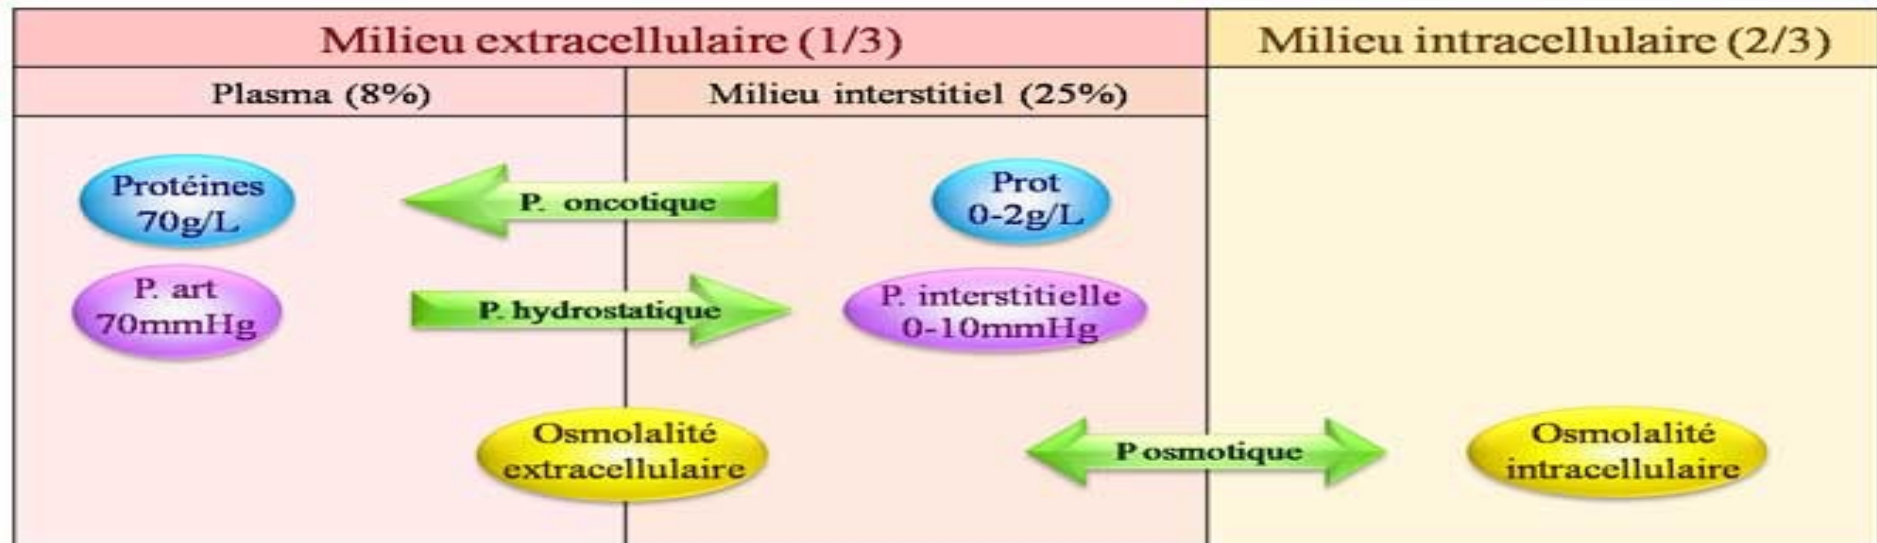 Milieu extracellulaire (1/3)
Milieu intracellulaire (2/3)
Plasma (8%)
Milieu interstitiel (25%)
Protéines
70g/L
P. oncotique
Prot
0-2g/L
P. art
70mmHg
P. hydrostatique
P. interstitielle
0-10mmHg
Osmolalité
extracellulaire
P osmotique
Osmolalité
intracellulaire